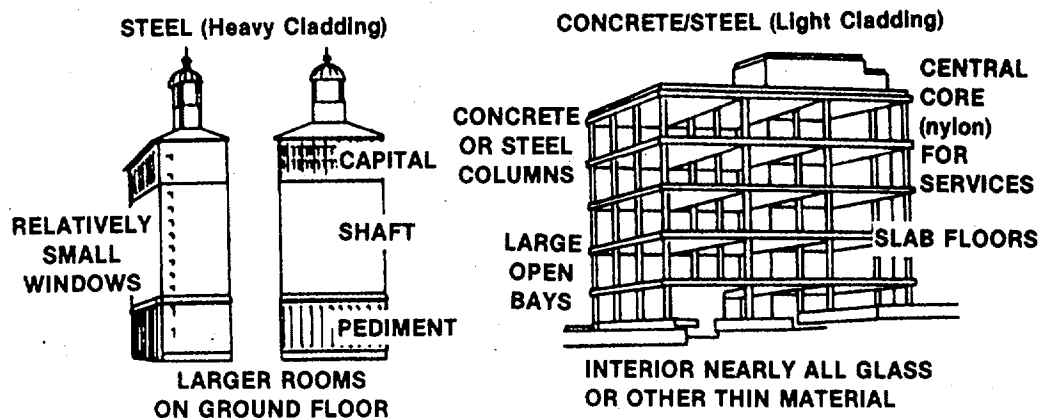 STEEL (Heavy Cladding)
CAPITAL
RELATIVELY
SMALL
WINDOWS
SHAFT
PEDIMENT
LARGER ROOMS
ON GROUND FLOOR
CONCRETE/STEEL (Light Cladding)
CONCRETE
OR STEEL
COLUMNS
CENTRAL
CORE
(nylon)
FOR
SERVICES
LARGE
OPEN
BAYS
SLAB FLOORS
INTERIOR NEARLY ALL GLASS
OR OTHER THIN MATERIAL